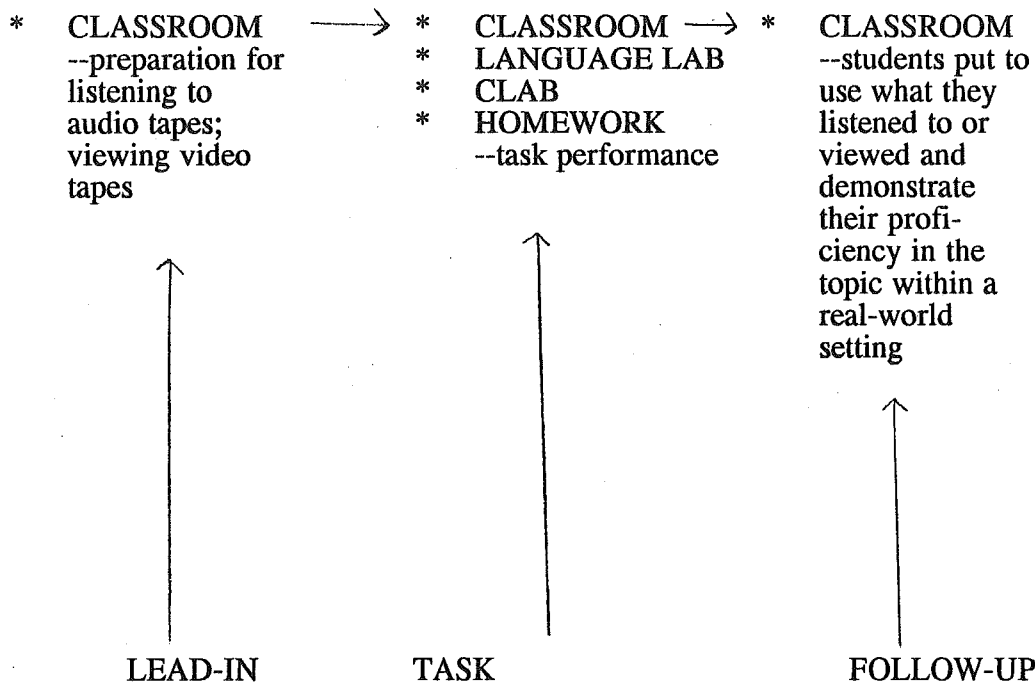 * CLASSROOM
--preparation for
listening to
audio tapes;
viewing video
tapes
* CLASSROOM
* LANGUAGE LAB
* CLAB
* HOMEWORK
--task performance
* CLASSROOM
--students put to
use what they
listened to or
viewed and
demonstrate
their profi-
ciency in the
topic within a
real-world
setting
LEAD-IN
TASK
FOLLOW-UP